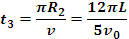 t₃ = πR₂/v = 12πL/5v₀